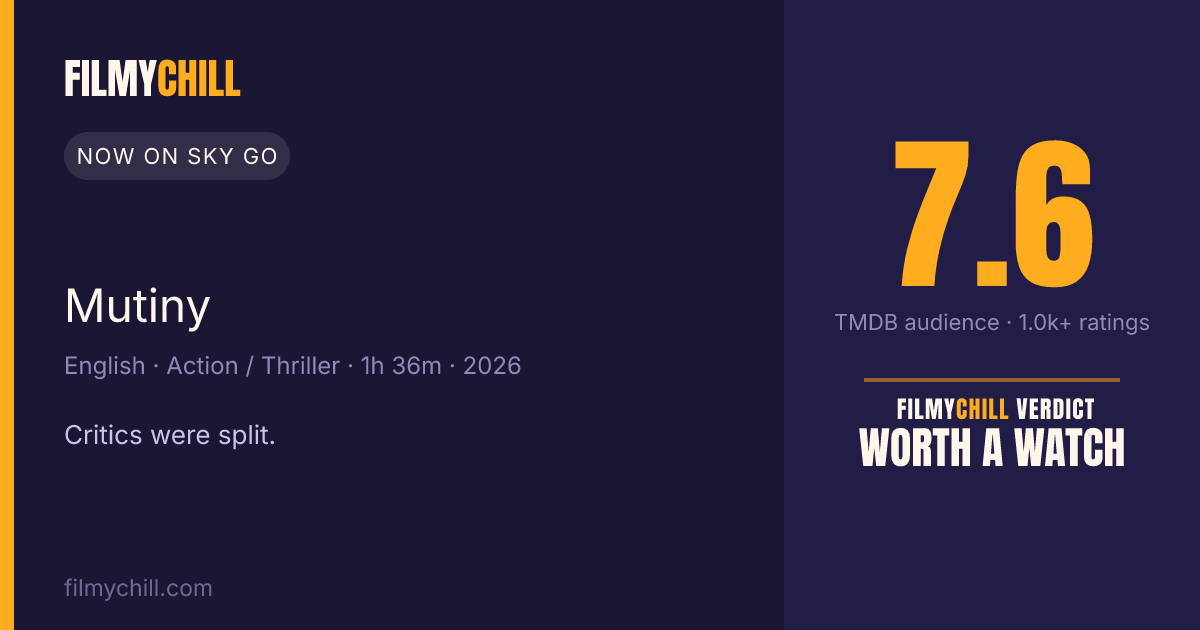 FILMYCHILL
NOW ON SKY GO
Mutiny
English · Action / Thriller · 1h 36m · 2026
Critics were split.
filmychill.com
7.6
TMDB audience · 1.0k+ ratings
FILMYCHILL VERDICT
WORTH A WATCH